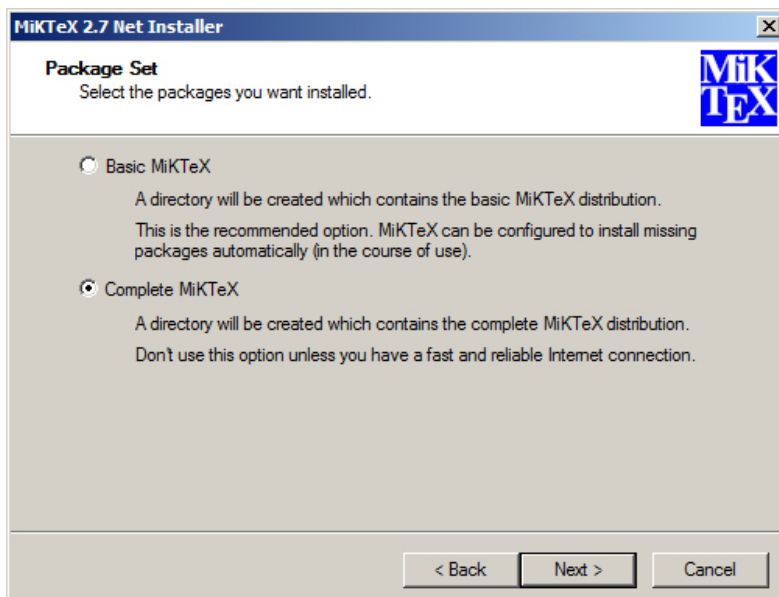 MiKTeX 2.7 Net Installer
Package Set
Select the packages you want installed.
MiK
TEX
Basic MiKTeX
A directory will be created which contains the basic MiKTeX distribution.
This is the recommended option. MiKTeX can be configured to install missing
packages automatically (in the course of use).
Complete MiKTeX
A directory will be created which contains the complete MiKTeX distribution.
Don't use this option unless you have a fast and reliable Internet connection.
< Back Next > Cancel